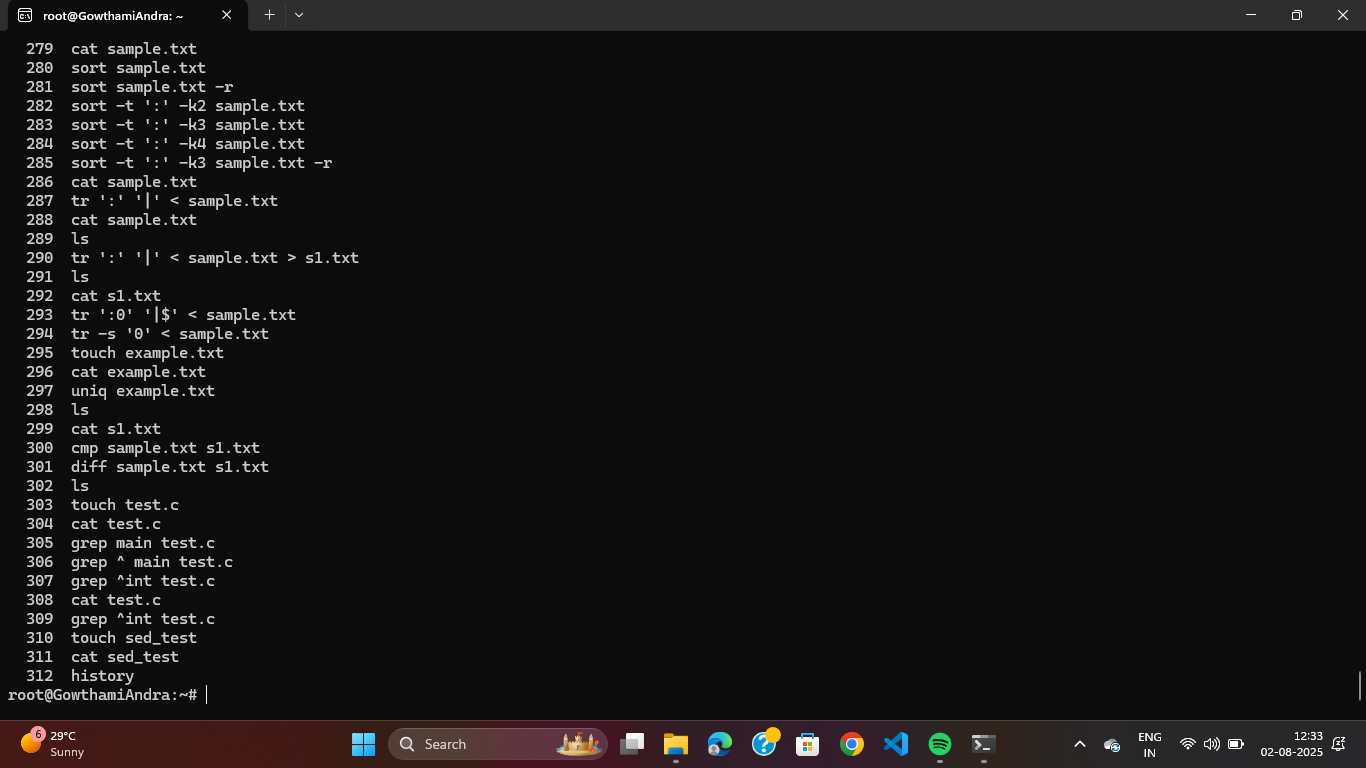 root@GowthamiAndra: ~
279 cat sample.txt
280 sort sample.txt
281 sort sample.txt -r
282 sort -t ':' -k2 sample.txt
283 sort -t ':' -k3 sample.txt
284 sort -t ':' -k4 sample.txt
285 sort -t ':' -k3 sample.txt -r
286 cat sample.txt
287 tr ':' '|' < sample.txt
288 cat sample.txt
289 ls
290 tr ':' '|' < sample.txt > s1.txt
291 ls
292 cat s1.txt
293 tr ':0' '|$' < sample.txt
294 tr -s '0' < sample.txt
295 touch example.txt
296 cat example.txt
297 uniq example.txt
298 ls
299 cat s1.txt
300 cmp sample.txt s1.txt
301 diff sample.txt s1.txt
302 ls
303 touch test.c
304 cat test.c
305 grep main test.c
306 grep ^ main test.c
307 grep ^int test.c
308 cat test.c
309 grep ^int test.c
310 touch sed_test
311 cat sed_test
312 history
root@GowthamiAndra:~#
6
29°C
Sunny
Search
ENG
IN
12:33
02-08-2025